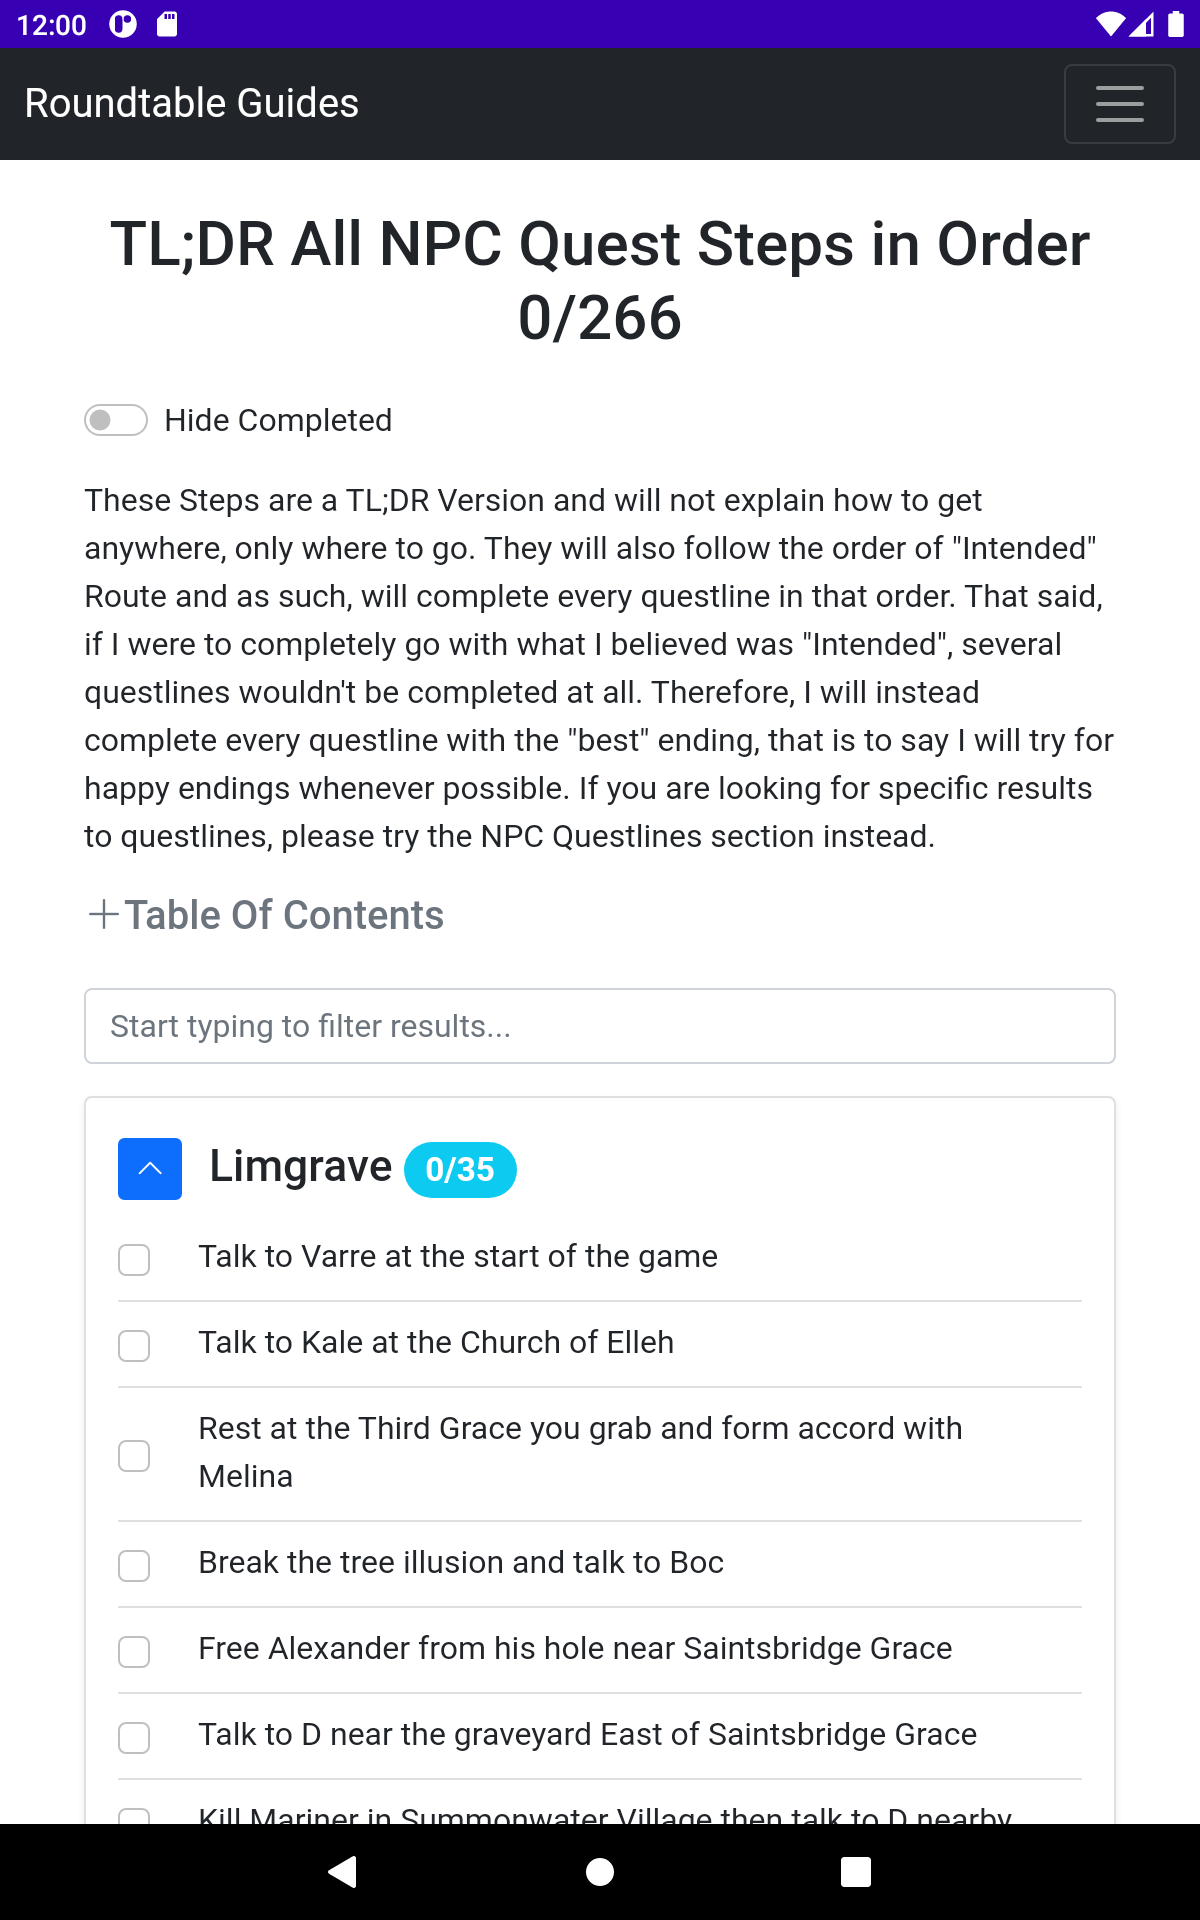 12:00
Roundtable Guides
TL;DR All NPC Quest Steps in Order
0/266
Hide Completed
These Steps are a TL;DR Version and will not explain how to get
anywhere, only where to go. They will also follow the order of "Intended"
Route and as such, will complete every questline in that order. That said,
if I were to completely go with what I believed was "Intended", several
questlines wouldn't be completed at all. Therefore, I will instead
complete every questline with the "best" ending, that is to say I will try for
happy endings whenever possible. If you are looking for specific results
to questlines, please try the NPC Questlines section instead.
Table Of Contents
Start typing to filter results...
Limgrave 0/35
Talk to Varre at the start of the game
Talk to Kale at the Church of Elleh
Rest at the Third Grace you grab and form accord with
Melina
Break the tree illusion and talk to Boc
Free Alexander from his hole near Saintsbridge Grace
Talk to D near the graveyard East of Saintsbridge Grace
Kill Mariner in Summonwater Village then talk to D nearby